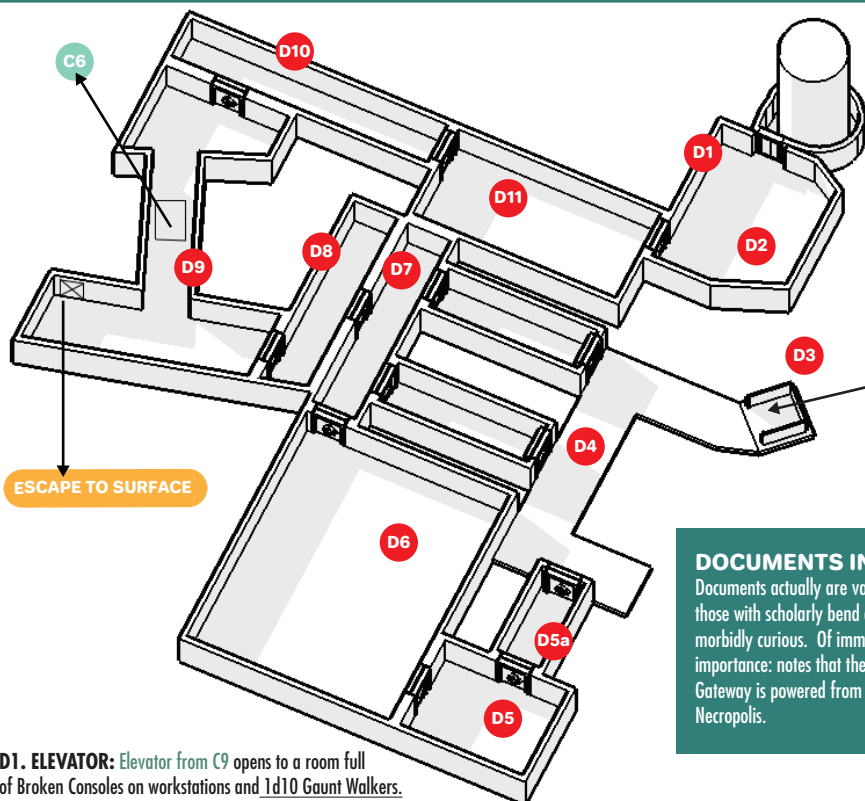 C6
D10
D1
D11
D2
D8
D7
D9
D3
D4
ESCAPE TO SURFACE
D6
D5a
D5
DOCUMENTS IN
Documents actually are va
those with scholarly bend
morbidly curious. Of imm
importance: notes that the
Gateway is powered from
Necropolis.
D1. ELEVATOR: Elevator from C9 opens to a room full
of Broken Consoles on workstations and 1d10 Gaunt Walkers.